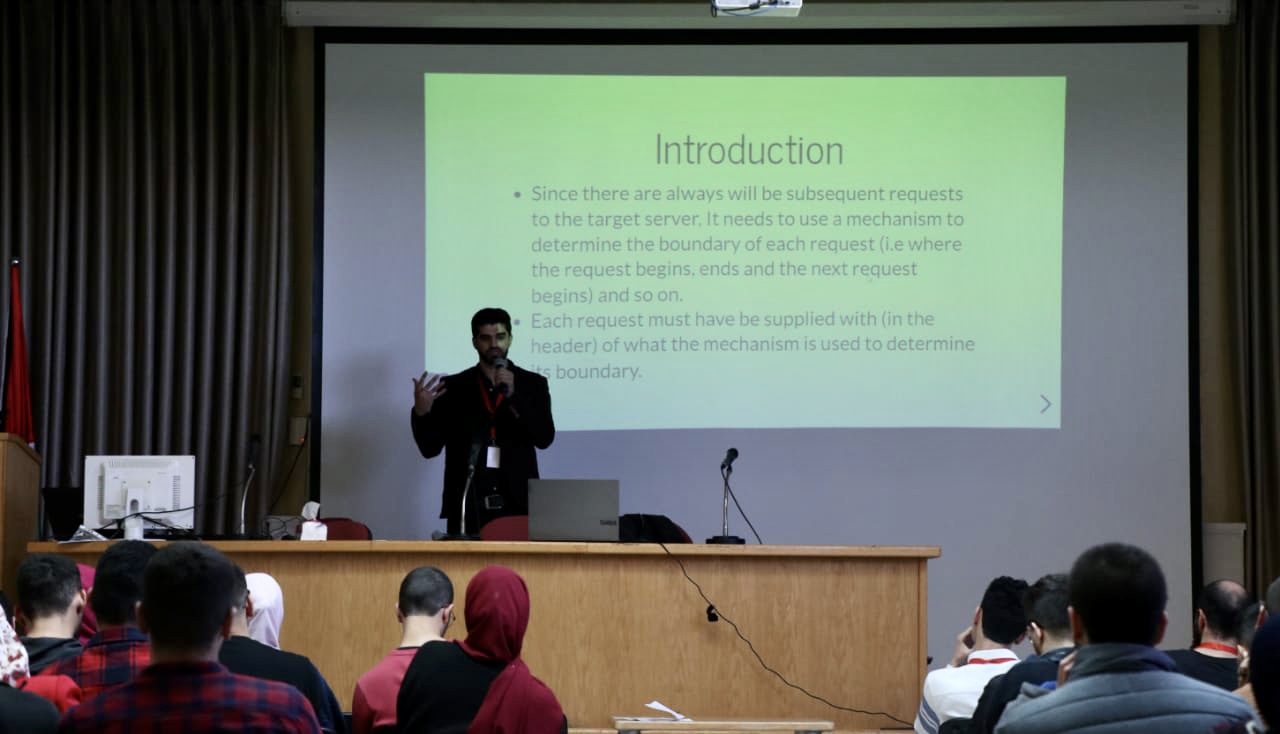 Introduction
• Since there are always will be subsequent requests
to the target server, It needs to use a mechanism to
determine the boundary of each request (i.e where
the request begins, ends and the next request
begins) and so on.
• Each request must have be supplied with (in the
header) of what the mechanism is used to determine
its boundary.